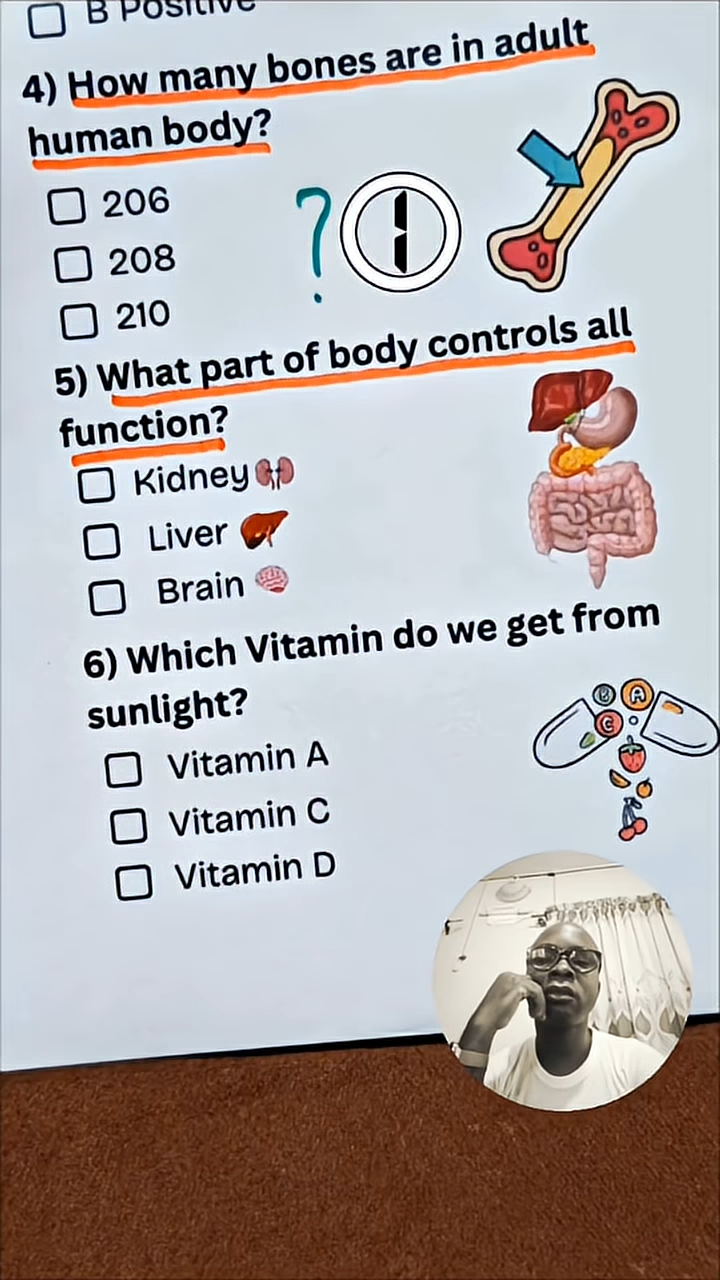 B Positive
4) How many bones are in adult
human body?
206
208
210
? 1
5) What part of body controls all
function?
Kidney
Liver
Brain
6) Which Vitamin do we get from
sunlight?
Vitamin A
Vitamin C
Vitamin D
B A
C